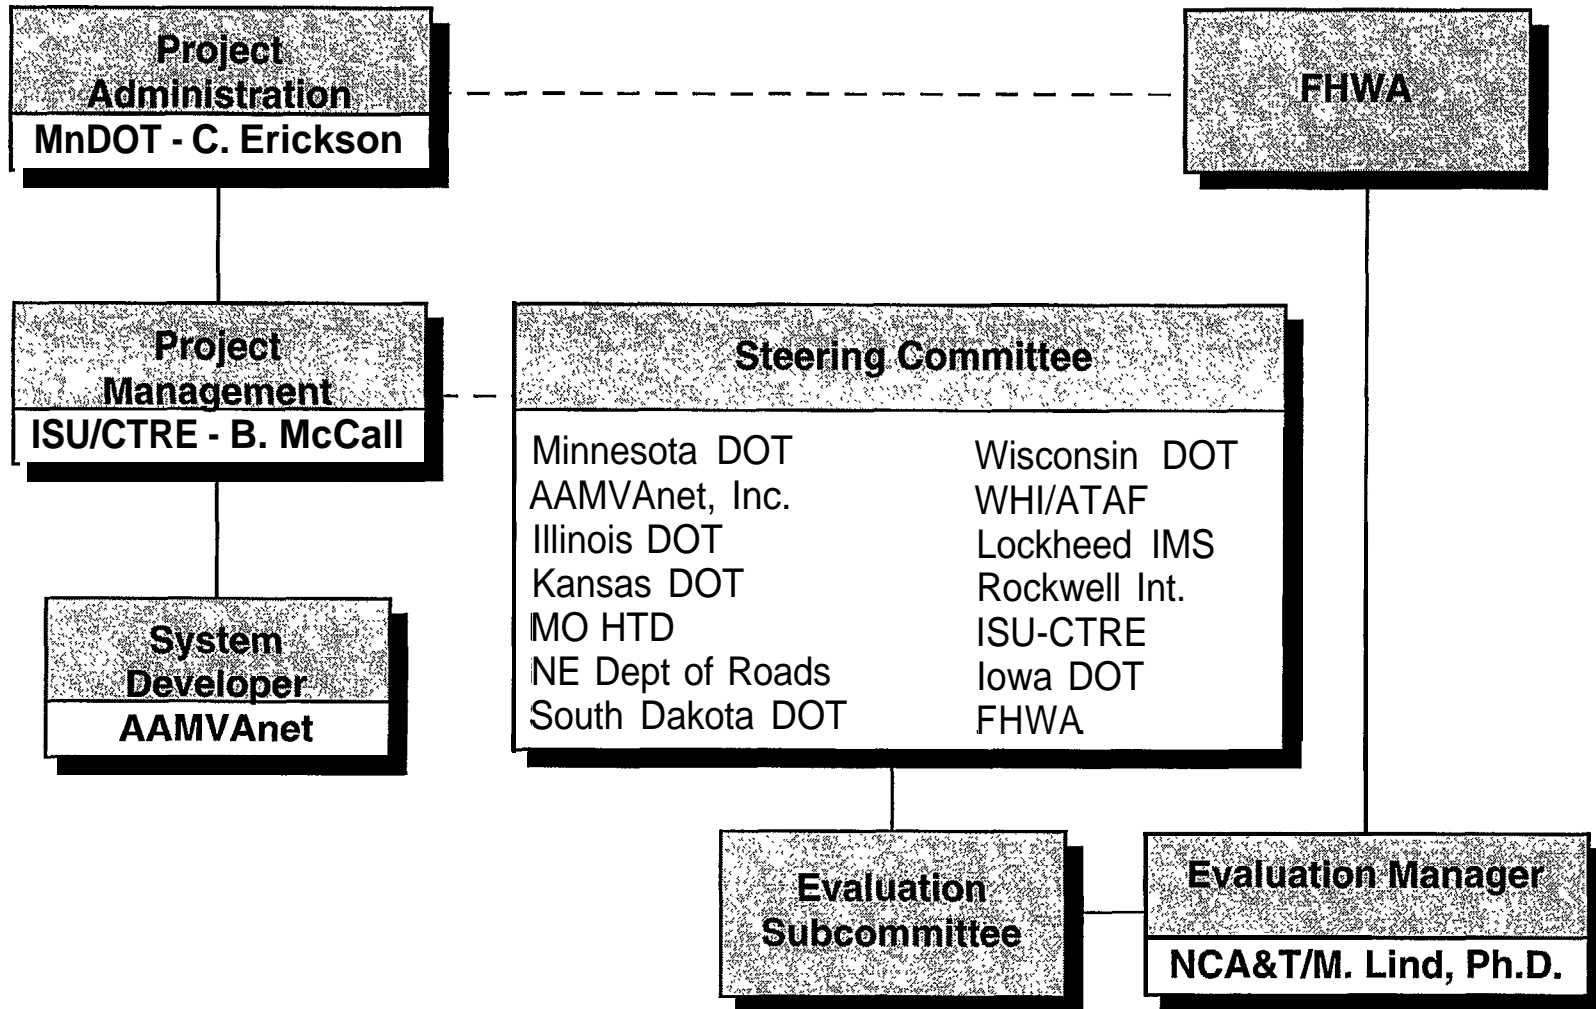 Project
Administration
MnDOT - C. Erickson
FHWA
Project
Management
ISU/CTRE - B. McCall
Steering Committee
Minnesota DOT
AAMVAnet, Inc.
Illinois DOT
Kansas DOT
MO HTD
NE Dept of Roads
South Dakota DOT
Wisconsin DOT
WHI/ATAF
Lockheed IMS
Rockwell Int.
ISU-CTRE
Iowa DOT
FHWA
System
Developer
AAMVAnet
Evaluation
Subcommittee
Evaluation Manager
NCA&T/M. Lind, Ph.D.